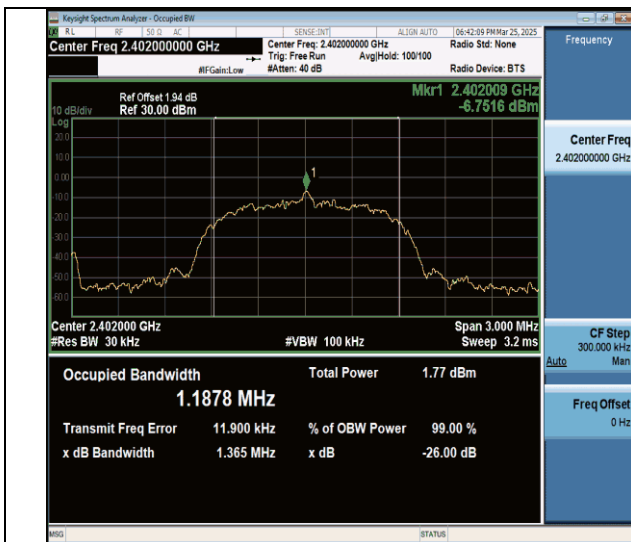 Keysight Spectrum Analyzer - Occupied BW
RL RF 50 Ω AC SENSE:INT ALIGN AUTO 06:42:09 PM Mar 25, 2025
Center Freq 2.402000000 GHz
Center Freq: 2.402000000 GHz
Radio Std: None
Trig: Free Run Avg|Hold: 100/100
#IFGain:Low
#Atten: 40 dB
Radio Device: BTS
Frequency
Ref Offset 1.94 dB
Mkr1 2.402009 GHz
10 dB/div Ref 30.00 dBm
-6.7516 dBm
Log
20.0
10.0
0.00
-10.0
-20.0
-30.0
-40.0
-50.0
-60.0
1
Center 2.402000 GHz
Span 3.000 MHz
#Res BW 30 kHz
#VBW 100 kHz
Sweep 3.2 ms
Occupied Bandwidth
1.1878 MHz
Total Power 1.77 dBm
Transmit Freq Error 11.900 kHz
% of OBW Power 99.00 %
x dB Bandwidth 1.365 MHz
x dB -26.00 dB
Center Freq
2.402000000 GHz
CF Step
300.000 kHz
Auto Man
Freq Offset
0 Hz
MSG
STATUS